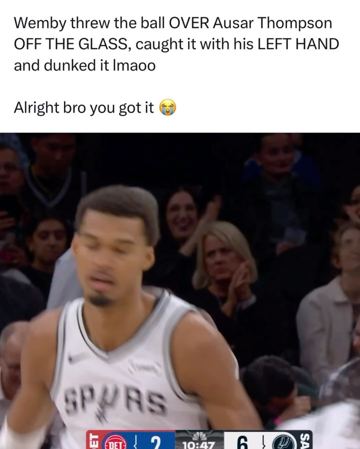 Wemby threw the ball OVER Ausar Thompson
OFF THE GLASS, caught it with his LEFT HAND
and dunked it lmaoo
Alright bro you got it 😭
SPURS
DET
2
10:47
6
SA